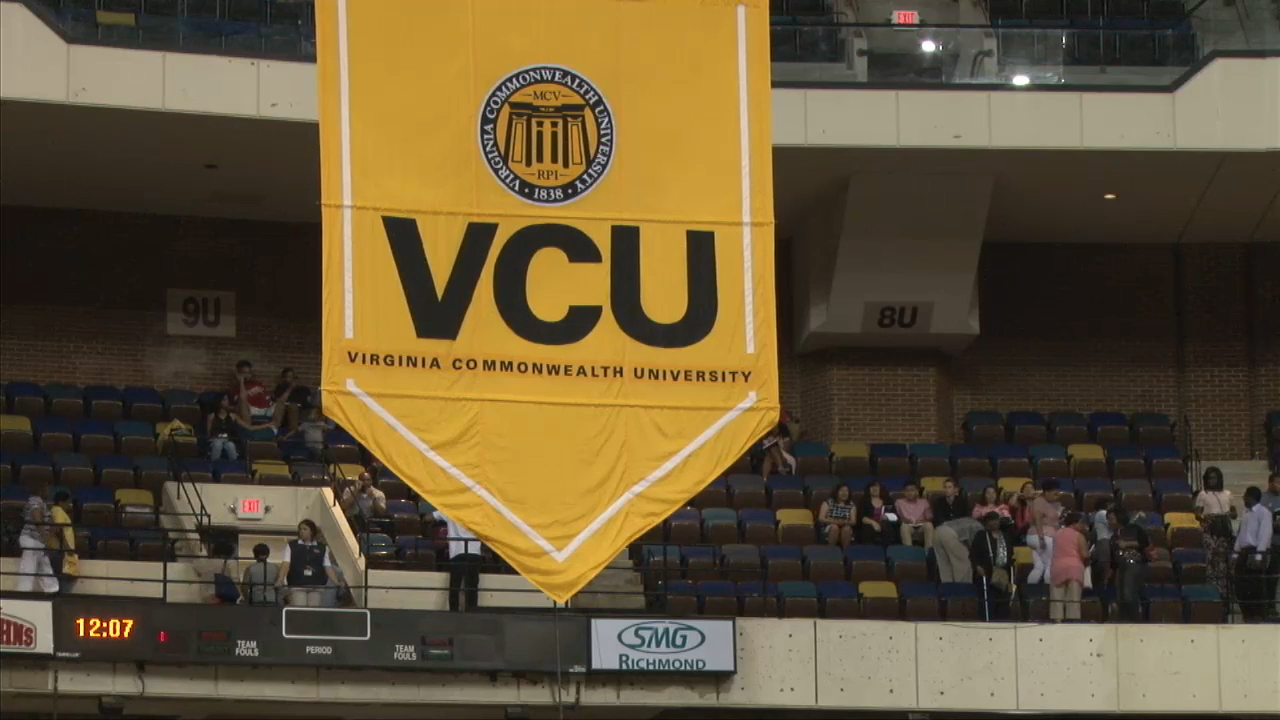 EXIT
VIRGINIA COMMONWEALTH UNIVERSITY
MCV
RPI
· 1838 ·
VCU
VIRGINIA COMMONWEALTH UNIVERSITY
9U
8U
EXIT
12:07
TEAM
FOULS
PERIOD
TEAM
FOULS
SMG
RICHMOND